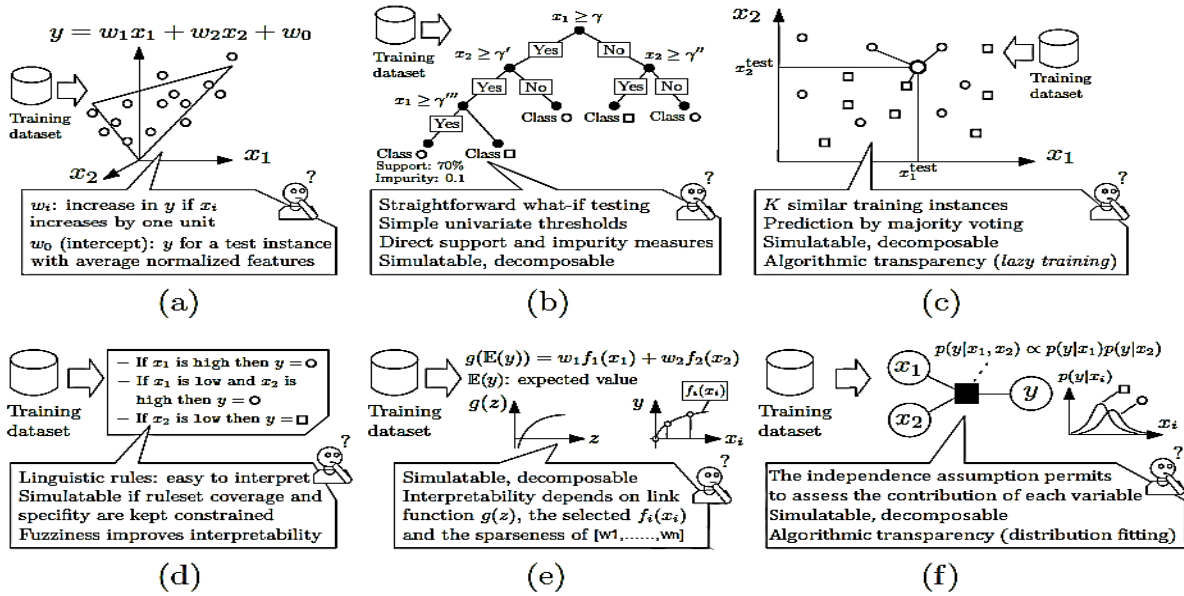 y = w₁x₁ + w₂x₂ + w₀
Training
dataset
x₁
x₂
?
wᵢ: increase in y if xᵢ
increases by one unit
w₀ (intercept): y for a test instance
with average normalized features
(a)
Training
dataset
x₁ ≥ γ
Yes
No
x₂ ≥ γ′
x₂ ≥ γ″
Yes
No
Yes
No
x₁ ≥ γ‴
Class
Class
Class
Yes
Class
Class
Support: 70%
Impurity: 0.1
?
Straightforward what-if testing
Simple univariate thresholds
Direct support and impurity measures
Simulatable, decomposable
(b)
x₂
x₂ᵗᵉˢᵗ
Training
dataset
x₁ᵗᵉˢᵗ
x₁
?
K similar training instances
Prediction by majority voting
Simulatable, decomposable
Algorithmic transparency (lazy training)
(c)
Training
dataset
– If x₁ is high then y =
– If x₁ is low and x₂ is
high then y =
– If x₂ is low then y =
?
Linguistic rules: easy to interpret
Simulatable if ruleset coverage and
specifity are kept constrained
Fuzziness improves interpretability
(d)
Training
dataset
g(𝔼(y)) = w₁f₁(x₁) + w₂f₂(x₂)
𝔼(y): expected value
g(z)
z
y
fᵢ(xᵢ)
xᵢ
?
Simulatable, decomposable
Interpretability depends on link
function g(z), the selected fᵢ(xᵢ)
and the sparseness of [w1,......,wn]
(e)
Training
dataset
p(y|x₁, x₂) ∝ p(y|x₁)p(y|x₂)
x₁
x₂
y
p(y|xᵢ)
xᵢ
?
The independence assumption permits
to assess the contribution of each variable
Simulatable, decomposable
Algorithmic transparency (distribution fitting)
(f)